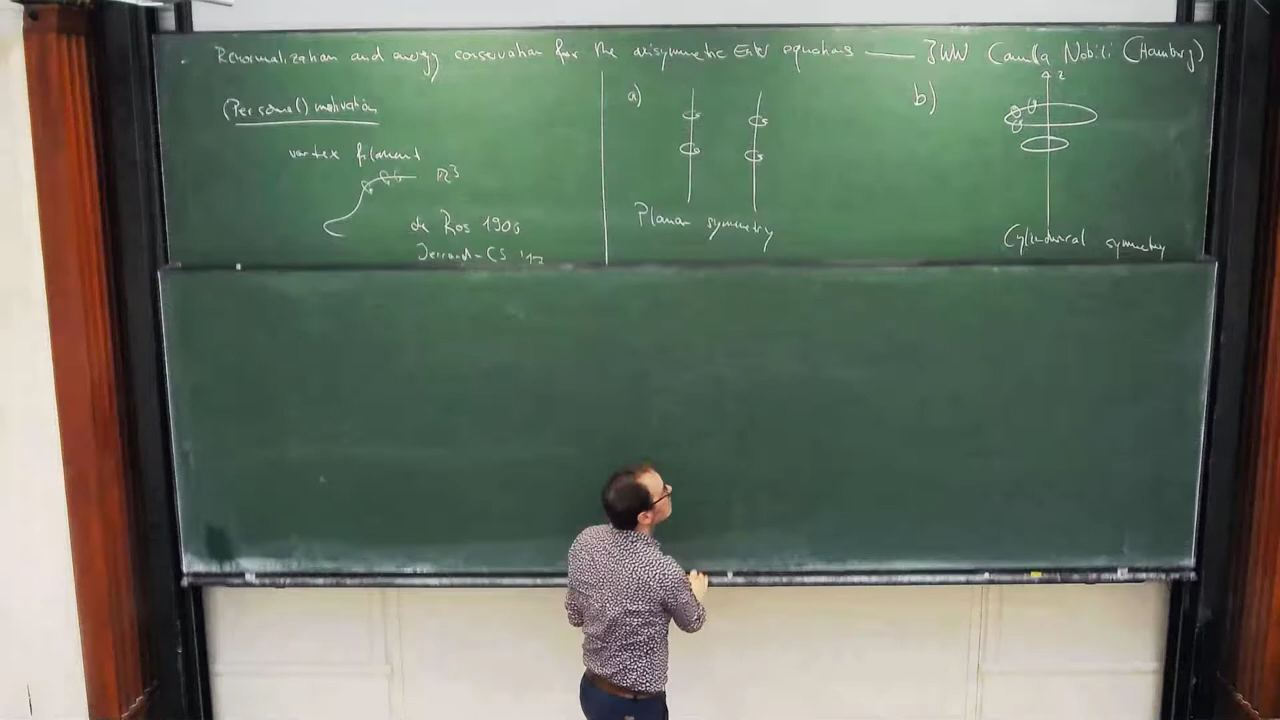 Renormalization and energy conservation for the axisymmetric Euler equations — JWW Camilla Nobili (Hamburg)
(Personal) motivation
vortex filament
ℝ³
da Rios 1906
Jerrard-CS '17
a)
Planar symmetry
b)
z
Cylindrical symmetry